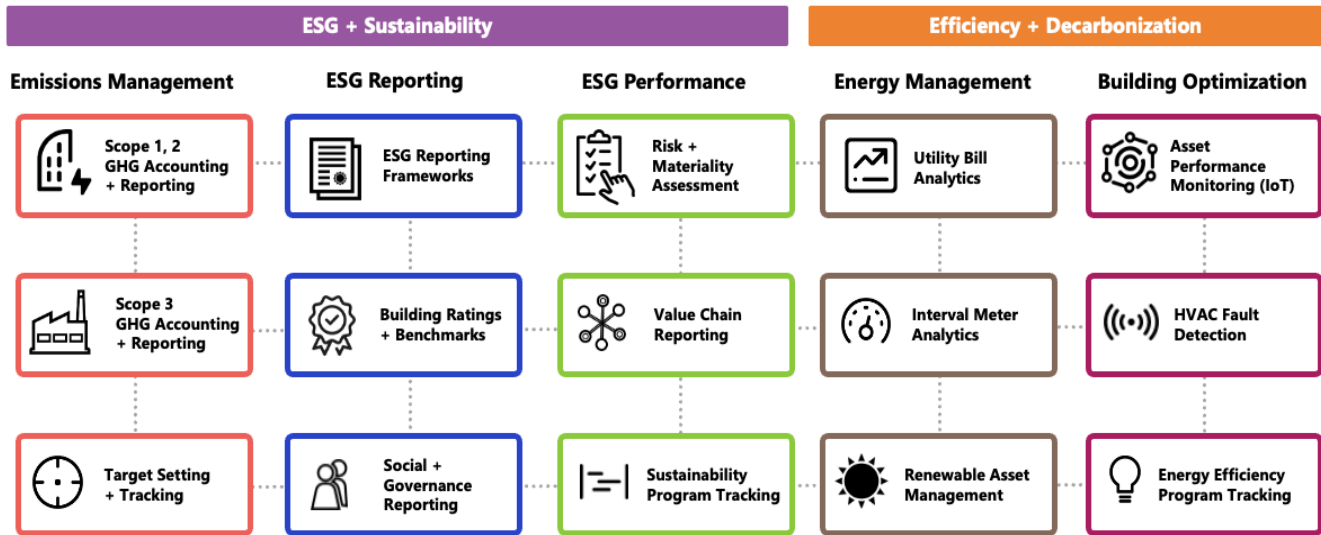 ESG + Sustainability
Efficiency + Decarbonization
Emissions Management
ESG Reporting
ESG Performance
Energy Management
Building Optimization
Scope 1, 2
GHG Accounting
+ Reporting
ESG Reporting
Frameworks
Risk +
Materiality
Assessment
Utility Bill
Analytics
Asset
Performance
Monitoring (IoT)
Scope 3
GHG Accounting
+ Reporting
Building Ratings
+ Benchmarks
Value Chain
Reporting
Interval Meter
Analytics
HVAC Fault
Detection
Target Setting
+ Tracking
Social +
Governance
Reporting
Sustainability
Program Tracking
Renewable Asset
Management
Energy Efficiency
Program Tracking